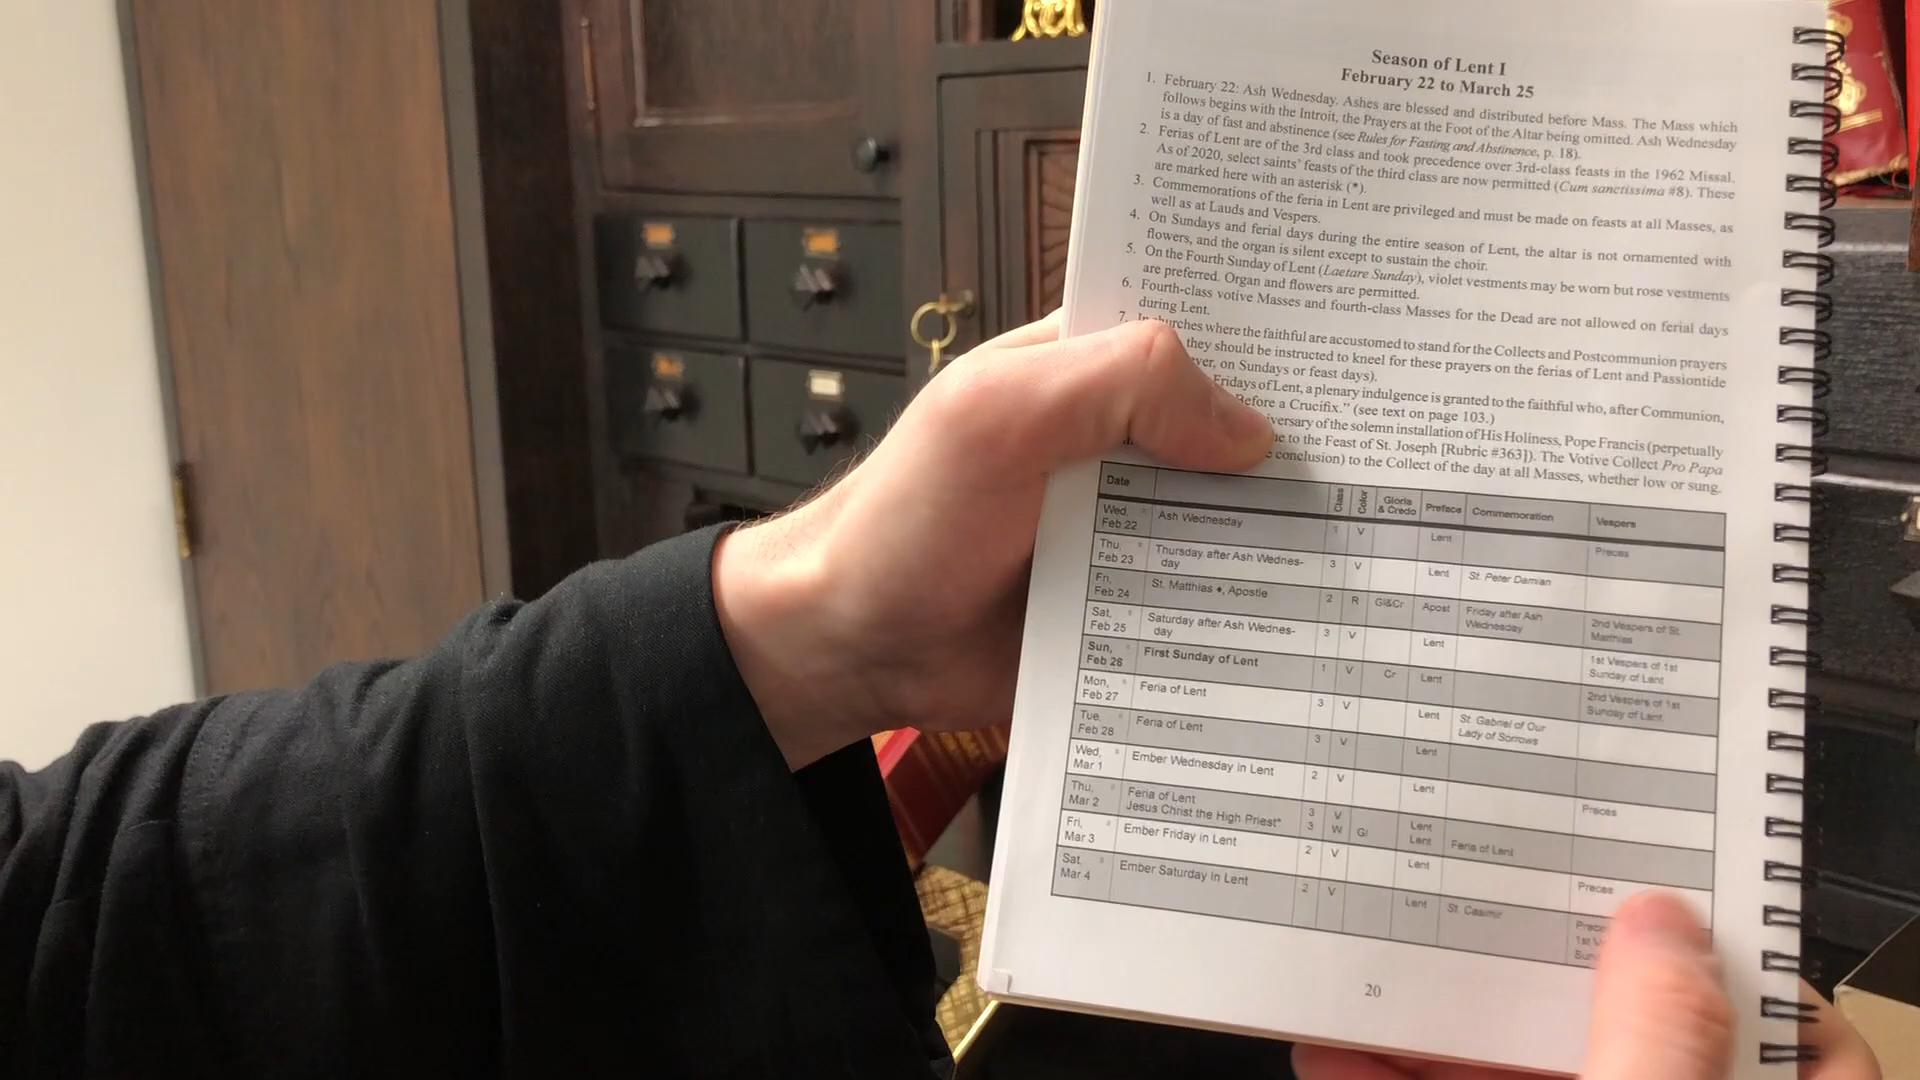 Season of Lent I
February 22 to March 25
1. February 22: Ash Wednesday. Ashes are blessed and distributed before Mass. The Mass which
follows begins with the Introit, the Prayers at the Foot of the Altar being omitted. Ash Wednesday
is a day of fast and abstinence (see Rules for Fasting and Abstinence, p. 18).
2. Ferias of Lent are of the 3rd class and took precedence over 3rd-class feasts in the 1962 Missal.
As of 2020, select saints' feasts of the third class are now permitted (Cum sanctissima #8). These
are marked here with an asterisk (*).
3. Commemorations of the feria in Lent are privileged and must be made on feasts at all Masses, as
well as at Lauds and Vespers.
4. On Sundays and ferial days during the entire season of Lent, the altar is not ornamented with
flowers, and the organ is silent except to sustain the choir.
5. On the Fourth Sunday of Lent (Laetare Sunday), violet vestments may be worn but rose vestments
are preferred. Organ and flowers are permitted.
6. Fourth-class votive Masses and fourth-class Masses for the Dead are not allowed on ferial days
during Lent.
7. In churches where the faithful are accustomed to stand for the Collects and Postcommunion prayers
they should be instructed to kneel for these prayers on the ferias of Lent and Passiontide
ver, on Sundays or feast days).
Fridays of Lent, a plenary indulgence is granted to the faithful who, after Communion,
Before a Crucifix." (see text on page 103.)
iversary of the solemn installation of His Holiness, Pope Francis (perpetually
e to the Feast of St. Joseph [Rubric #363]). The Votive Collect Pro Papa
e conclusion) to the Collect of the day at all Masses, whether low or sung.
Date Class Color Gloria & Credo Preface Commemoration Vespers
Wed, Feb 22 Ash Wednesday 1 V Lent Preces
Thu, Feb 23 Thursday after Ash Wednes-day 3 V Lent St. Peter Damian
Fri, Feb 24 St. Matthias ♦, Apostle 2 R Gl&Cr Apost Friday after Ash Wednesday 2nd Vespers of St. Matthias
Sat, Feb 25 Saturday after Ash Wednes-day 3 V Lent 1st Vespers of 1st Sunday of Lent
Sun, Feb 26 First Sunday of Lent 1 V Cr Lent 2nd Vespers of 1st Sunday of Lent
Mon, Feb 27 Feria of Lent 3 V Lent St. Gabriel of Our Lady of Sorrows
Tue, Feb 28 Feria of Lent 3 V Lent
Wed, Mar 1 Ember Wednesday in Lent 2 V Lent Preces
Thu, Mar 2 Feria of Lent 3 V Lent
Jesus Christ the High Priest* 3 W Gl Lent Feria of Lent
Fri, Mar 3 Ember Friday in Lent 2 V Lent Preces
Sat, Mar 4 Ember Saturday in Lent 2 V Lent St. Casimir
20